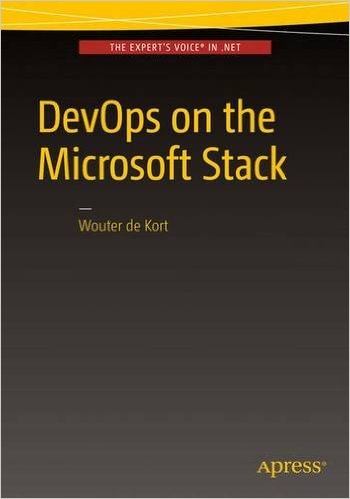 THE EXPERT'S VOICE® IN .NET
DevOps on the
Microsoft Stack
Wouter de Kort
Apress®